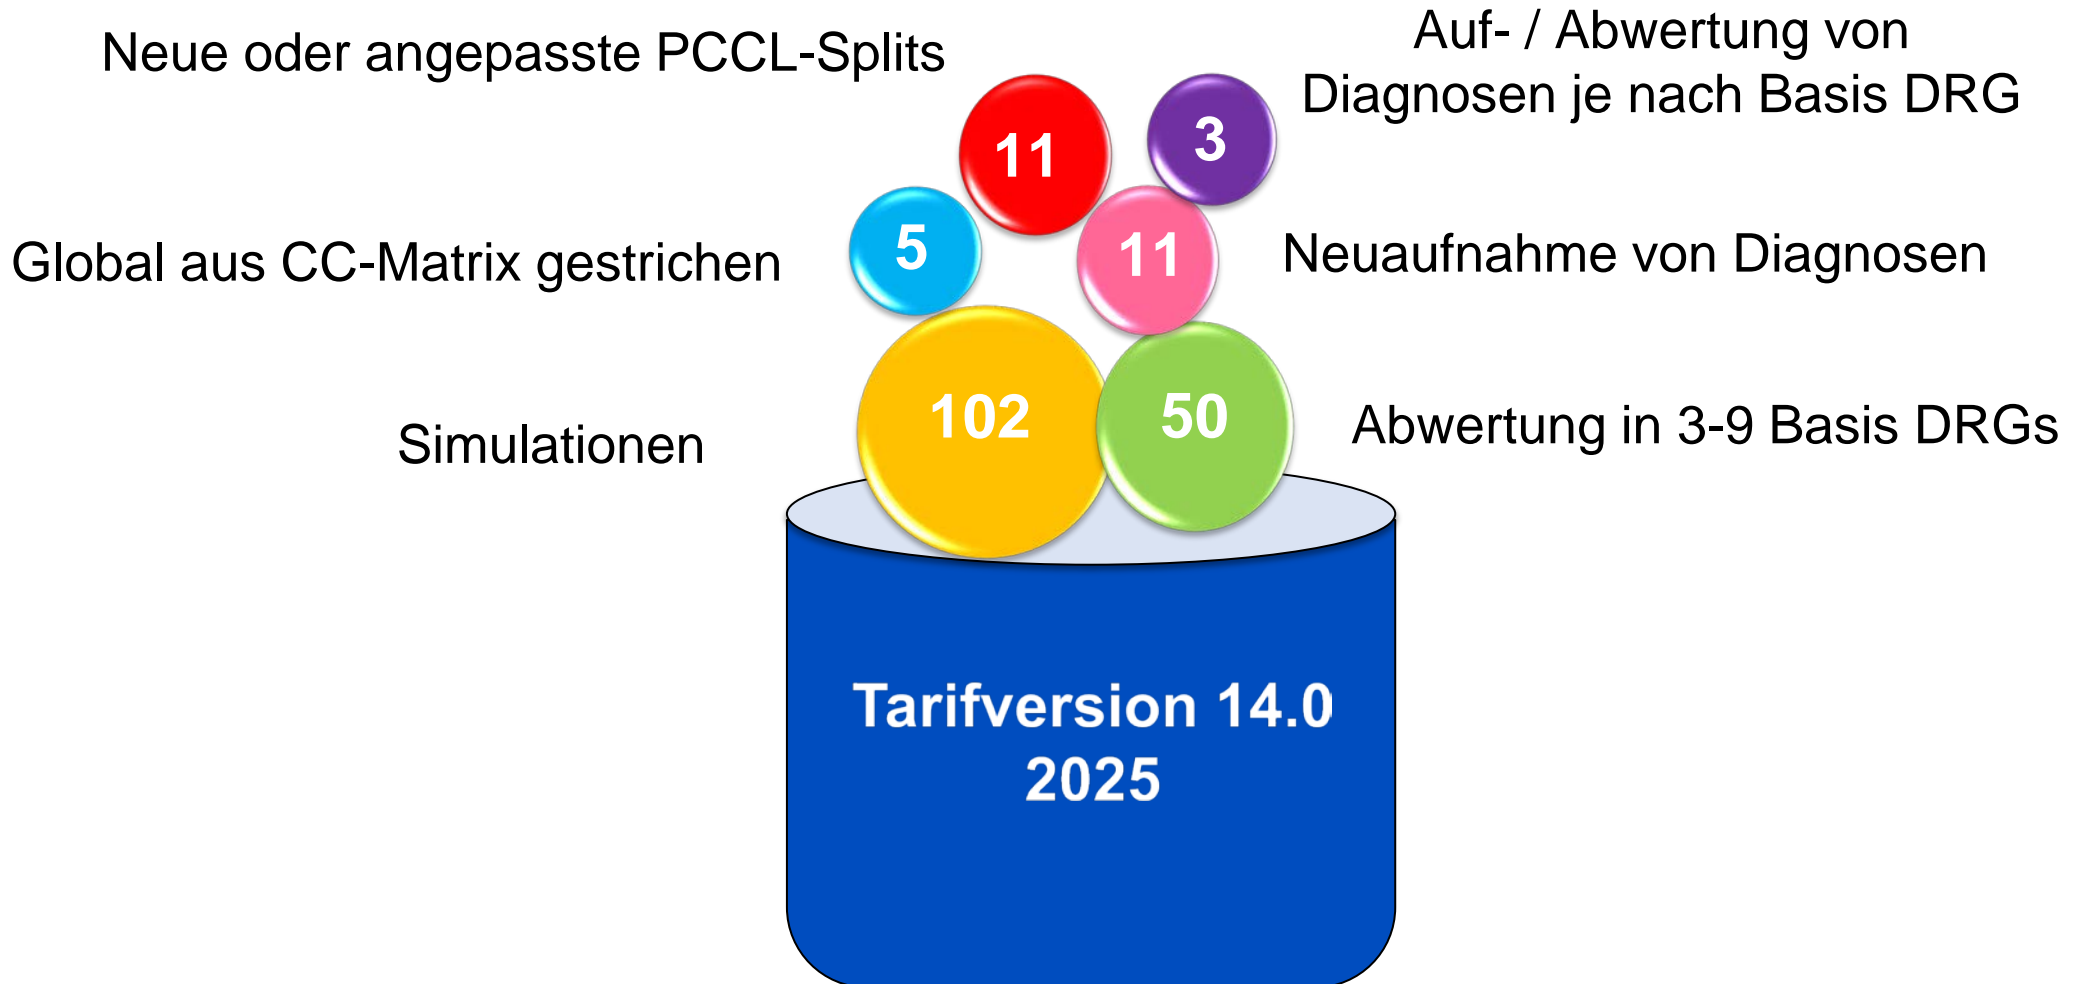 Neue oder angepasste PCCL-Splits
11
3
Auf- / Abwertung von
Diagnosen je nach Basis DRG
Global aus CC-Matrix gestrichen
5
11
Neuaufnahme von Diagnosen
Simulationen
102
50
Abwertung in 3-9 Basis DRGs
Tarifversion 14.0
2025